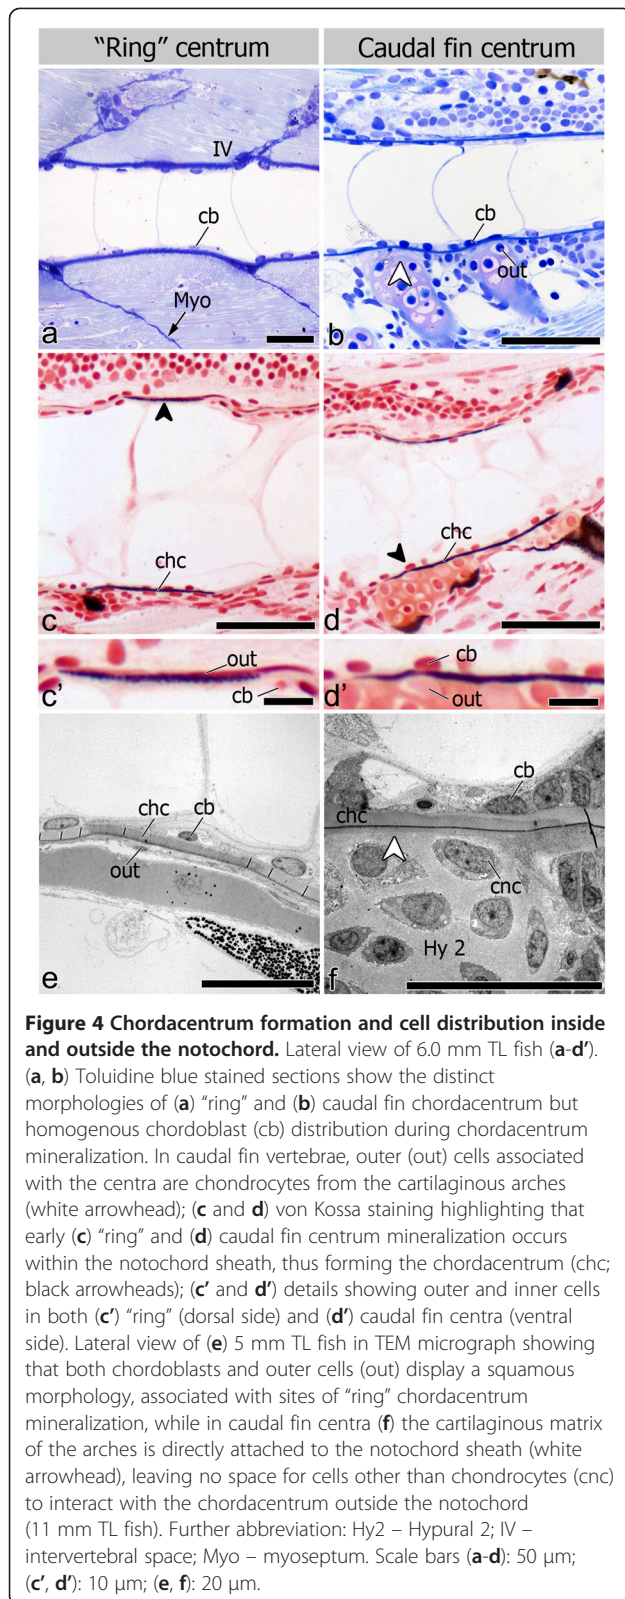 "Ring" centrum
Caudal fin centrum
IV
cb
Myo
a
cb
out
b
chc
c
chc
d
out
cb
c'
cb
out
d'
chc
cb
out
e
cb
chc
cnc
Hy 2
f
Figure 4 Chordacentrum formation and cell distribution inside
and outside the notochord. Lateral view of 6.0 mm TL fish (a-d').
(a, b) Toluidine blue stained sections show the distinct
morphologies of (a) "ring" and (b) caudal fin chordacentrum but
homogenous chordoblast (cb) distribution during chordacentrum
mineralization. In caudal fin vertebrae, outer (out) cells associated
with the centra are chondrocytes from the cartilaginous arches
(white arrowhead); (c and d) von Kossa staining highlighting that
early (c) "ring" and (d) caudal fin centrum mineralization occurs
within the notochord sheath, thus forming the chordacentrum (chc;
black arrowheads); (c' and d') details showing outer and inner cells
in both (c') "ring" (dorsal side) and (d') caudal fin centra (ventral
side). Lateral view of (e) 5 mm TL fish in TEM micrograph showing
that both chordoblasts and outer cells (out) display a squamous
morphology, associated with sites of "ring" chordacentrum
mineralization, while in caudal fin centra (f) the cartilaginous matrix
of the arches is directly attached to the notochord sheath (white
arrowhead), leaving no space for cells other than chondrocytes (cnc)
to interact with the chordacentrum outside the notochord
(11 mm TL fish). Further abbreviation: Hy2 – Hypural 2; IV –
intervertebral space; Myo – myoseptum. Scale bars (a-d): 50 μm;
(c', d'): 10 μm; (e, f): 20 μm.